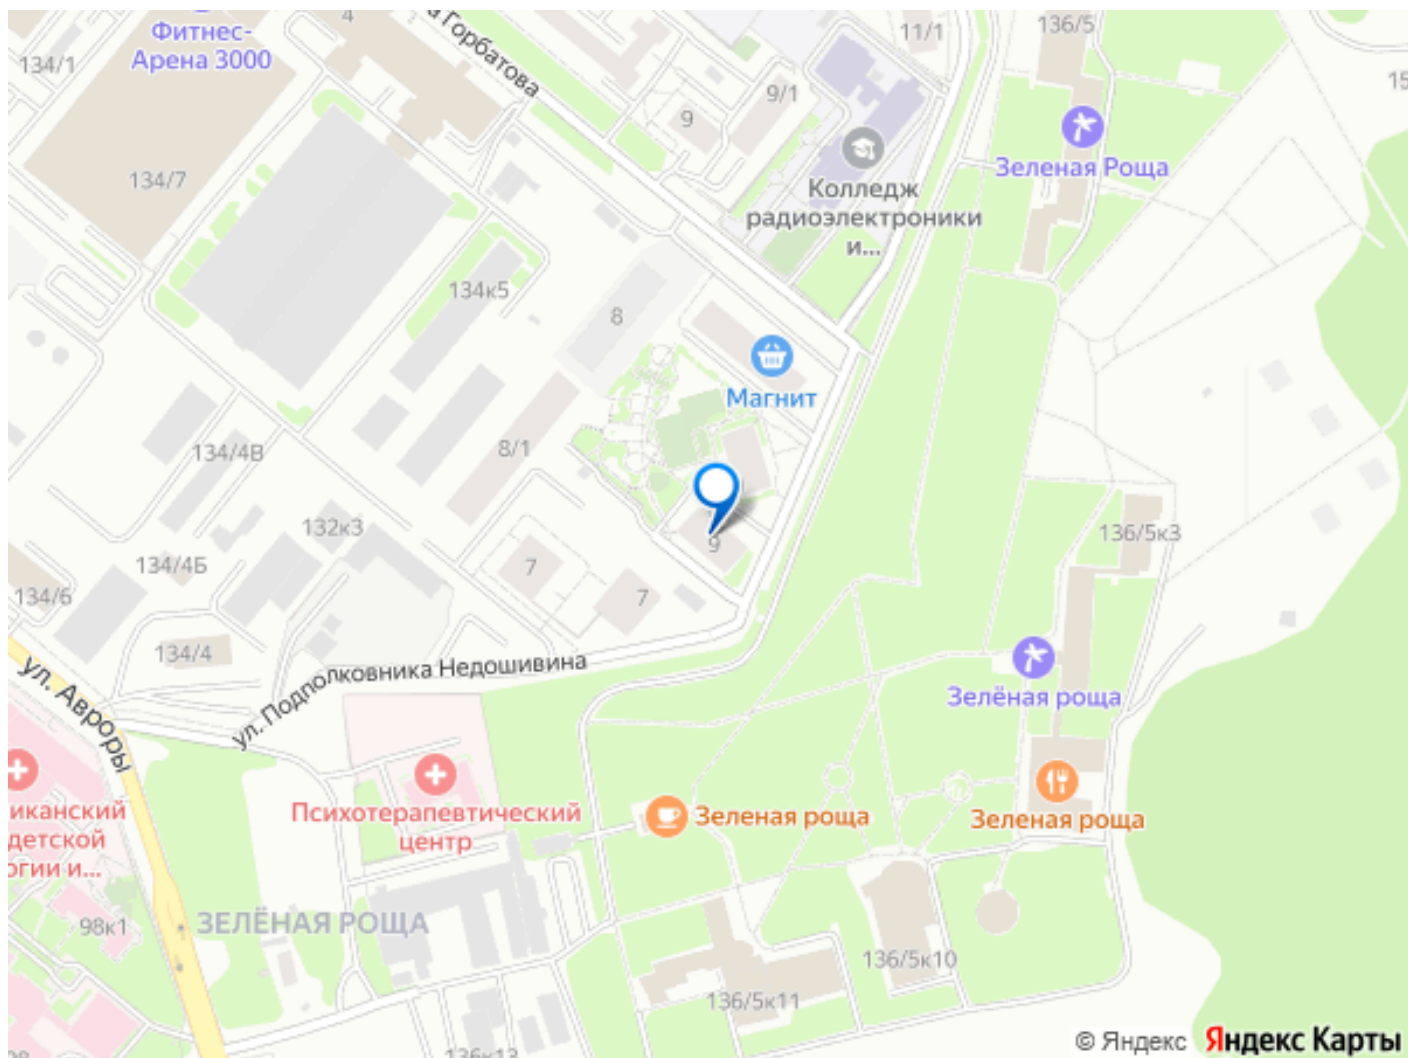 Фитнес-
Арена 3000
134/1
4
а Горбатова
11/1
136/5
15
9/1
9
134/7
Колледж
радиоэлектроники
и...
Зеленая Роща
134к5
8
Магнит
134/4В
8/1
132к3
134/4Б
134/6
7
7
9
136/5к3
134/4
ул. Подполковника Недошивина
ул. Авроры
Зелёная роща
иканский
детской
огии и...
Психотерапевтический
центр
Зеленая роща
Зеленая роща
98к1
ЗЕЛЁНАЯ РОЩА
136/5к10
136/5к11
136к13
98
© Яндекс Яндекс Карты